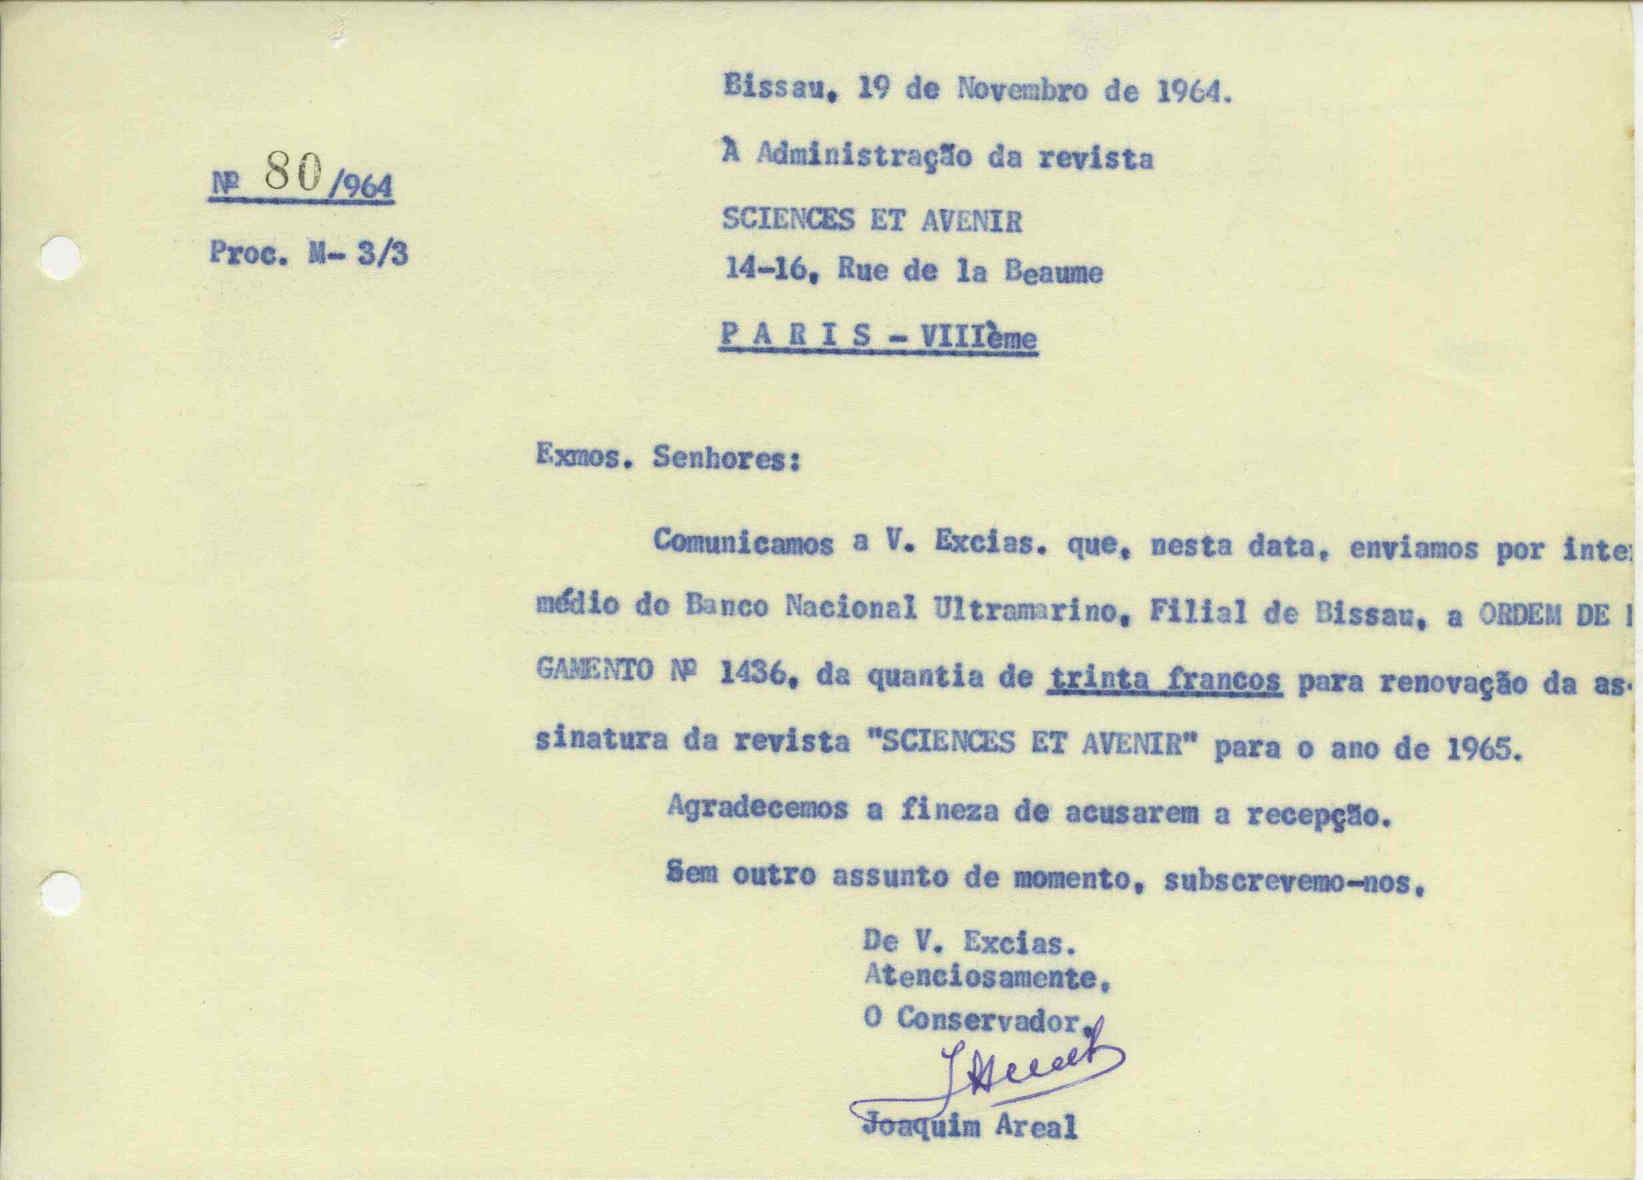 Bissau, 19 de Novembro de 1964.
À Administração da revista
Nº 80/964
SCIENCES ET AVENIR
Proc. M- 3/3
14-16, Rue de la Beaume
P A R I S - VIIIème
Exmos. Senhores:
Comunicamos a V. Excias. que, nesta data, enviamos por inte
médio do Banco Nacional Ultramarino, Filial de Bissau, a ORDEM DE
GAMENTO Nº 1436, da quantia de trinta francos para renovação da as-
sinatura da revista "SCIENCES ET AVENIR" para o ano de 1965.
Agradecemos a fineza de acusarem a recepção.
Sem outro assunto de momento, subscrevemo-nos,
De V. Excias.
Atenciosamente,
O Conservador,
Joaquim Areal